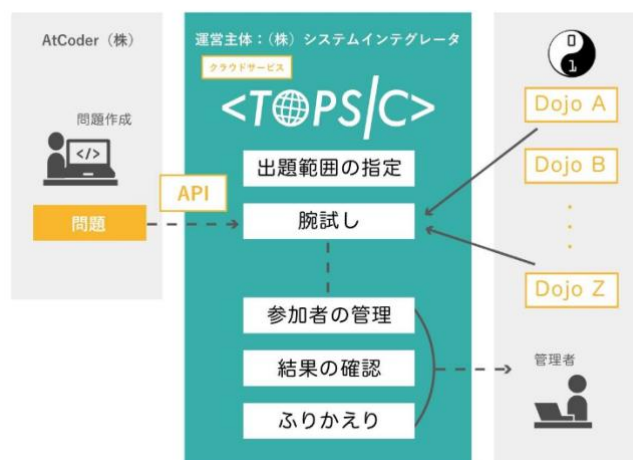 AtCoder（株）
問題作成
</>
問題
API
運営主体：（株）システムインテグレータ
クラウドサービス
<TOPS/C>
出題範囲の指定
腕試し
参加者の管理
結果の確認
ふりかえり
0
1
Dojo A
Dojo B
Dojo Z
管理者